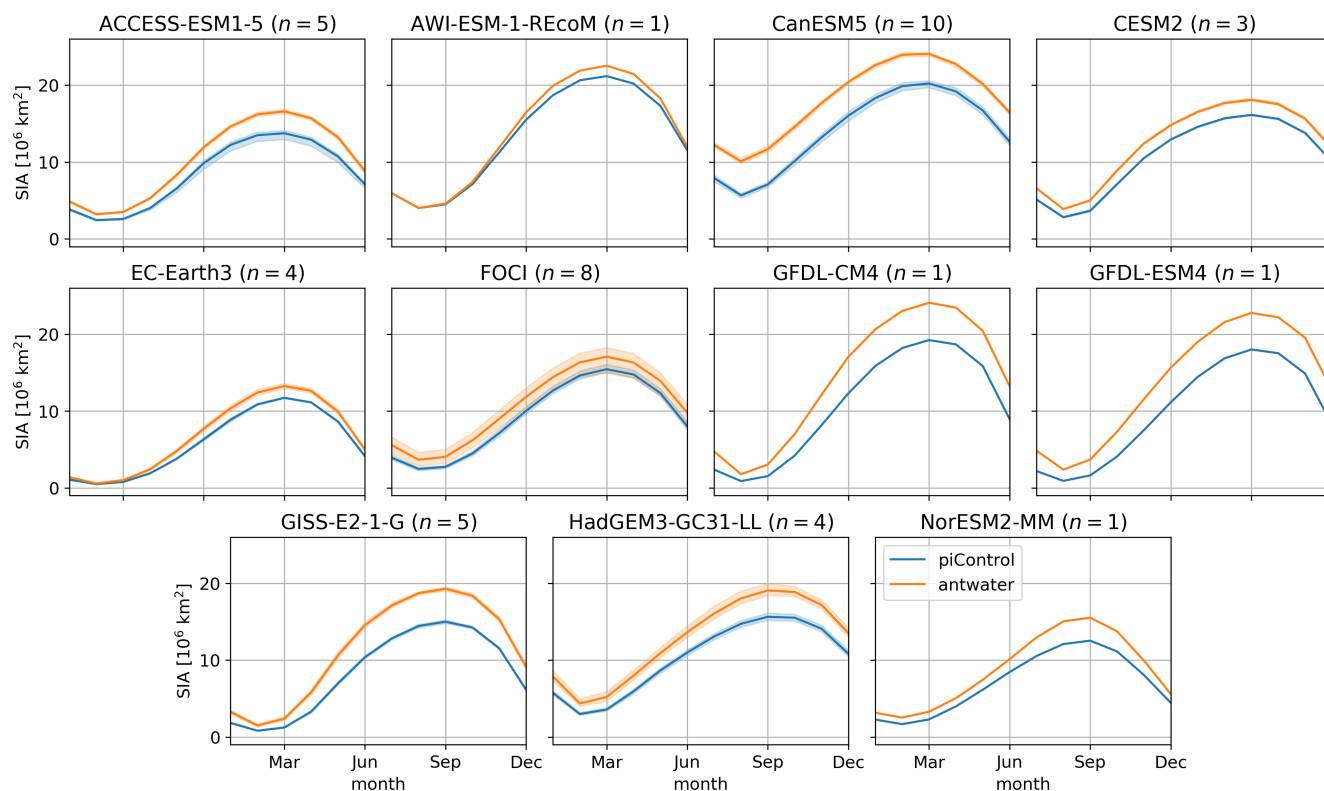 ACCESS-ESM1-5 (n = 5)
AWI-ESM-1-REcoM (n = 1)
CanESM5 (n = 10)
CESM2 (n = 3)
SIA [10⁶ km²]
20
10
0
EC-Earth3 (n = 4)
FOCI (n = 8)
GFDL-CM4 (n = 1)
GFDL-ESM4 (n = 1)
SIA [10⁶ km²]
20
10
0
GISS-E2-1-G (n = 5)
HadGEM3-GC31-LL (n = 4)
NorESM2-MM (n = 1)
SIA [10⁶ km²]
20
10
0
piControl
antwater
Mar Jun Sep Dec
Mar Jun Sep Dec
Mar Jun Sep Dec
month
month
month